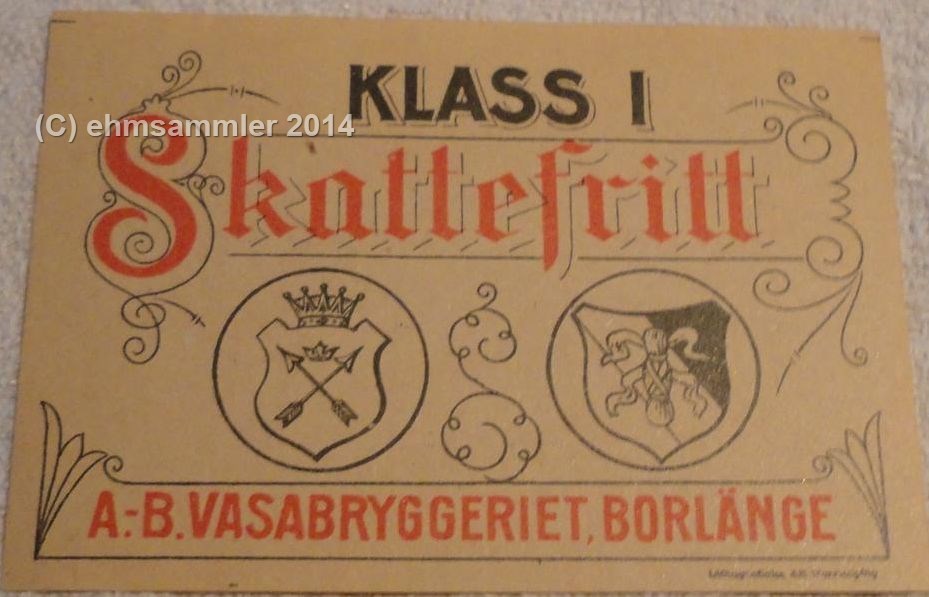 KLASS I
(C) ehmsammler 2014
Skattefritt
A.-B. VASABRYGGERIET, BORLÄNGE